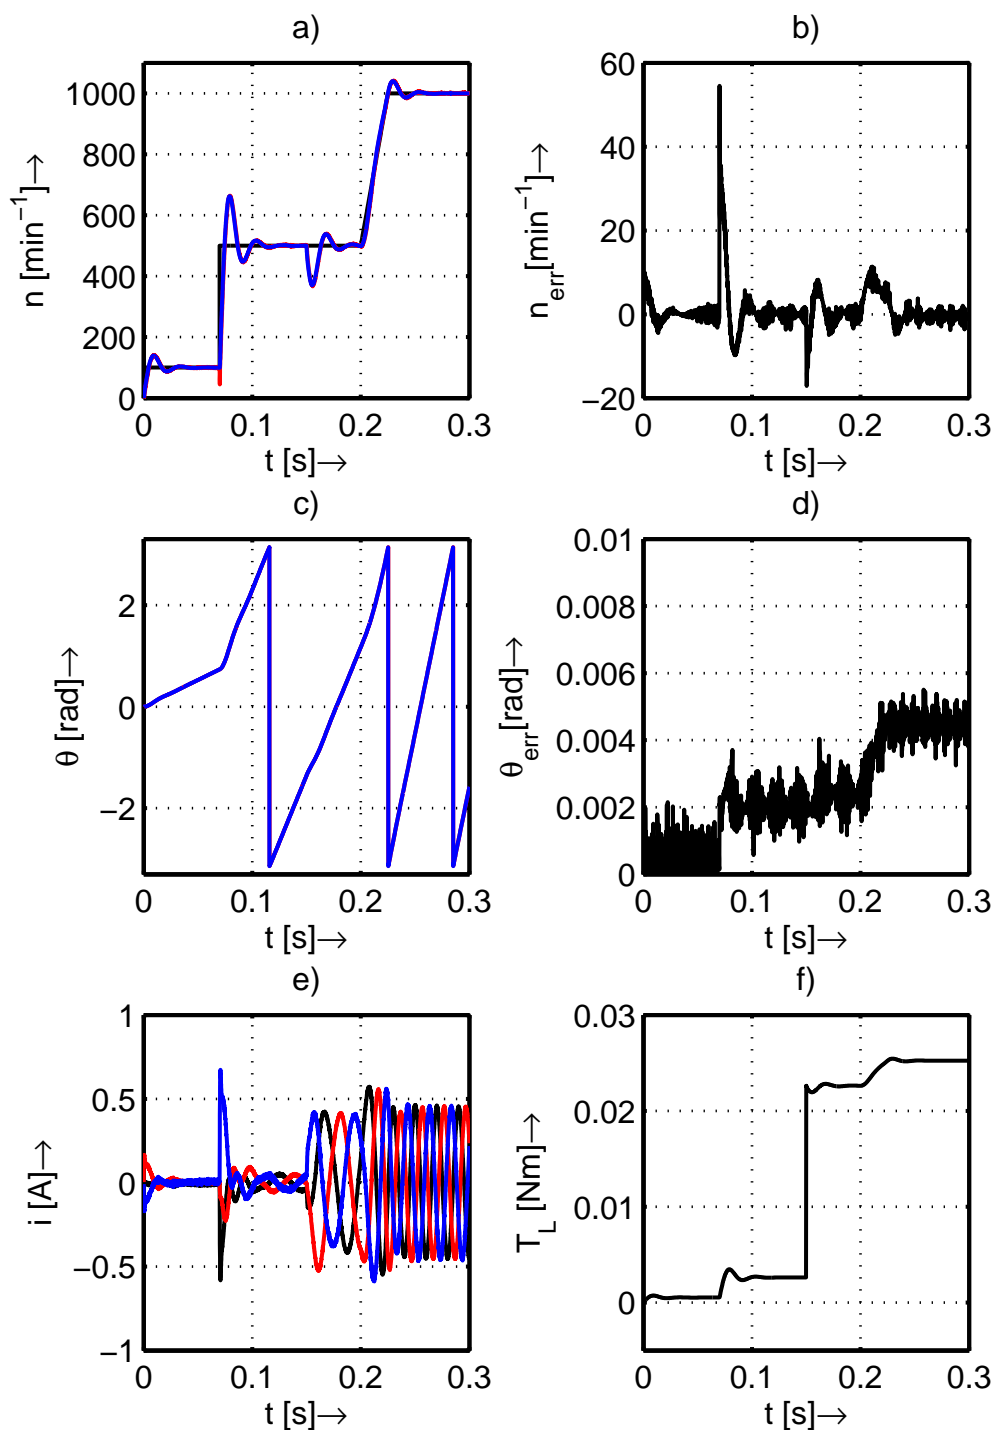 a)
1000
800
600
400
200
0
n [min⁻¹]→
0 0.1 0.2 0.3
t [s]→
b)
60
40
20
0
−20
n_err[min⁻¹]→
0 0.1 0.2 0.3
t [s]→
c)
2
0
−2
θ [rad]→
0 0.1 0.2 0.3
t [s]→
d)
0.01
0.008
0.006
0.004
0.002
0
θ_err[rad]→
0 0.1 0.2 0.3
t [s]→
e)
1
0.5
0
−0.5
−1
i [A]→
0 0.1 0.2 0.3
t [s]→
f)
0.03
0.02
0.01
0
T_L [Nm]→
0 0.1 0.2 0.3
t [s]→